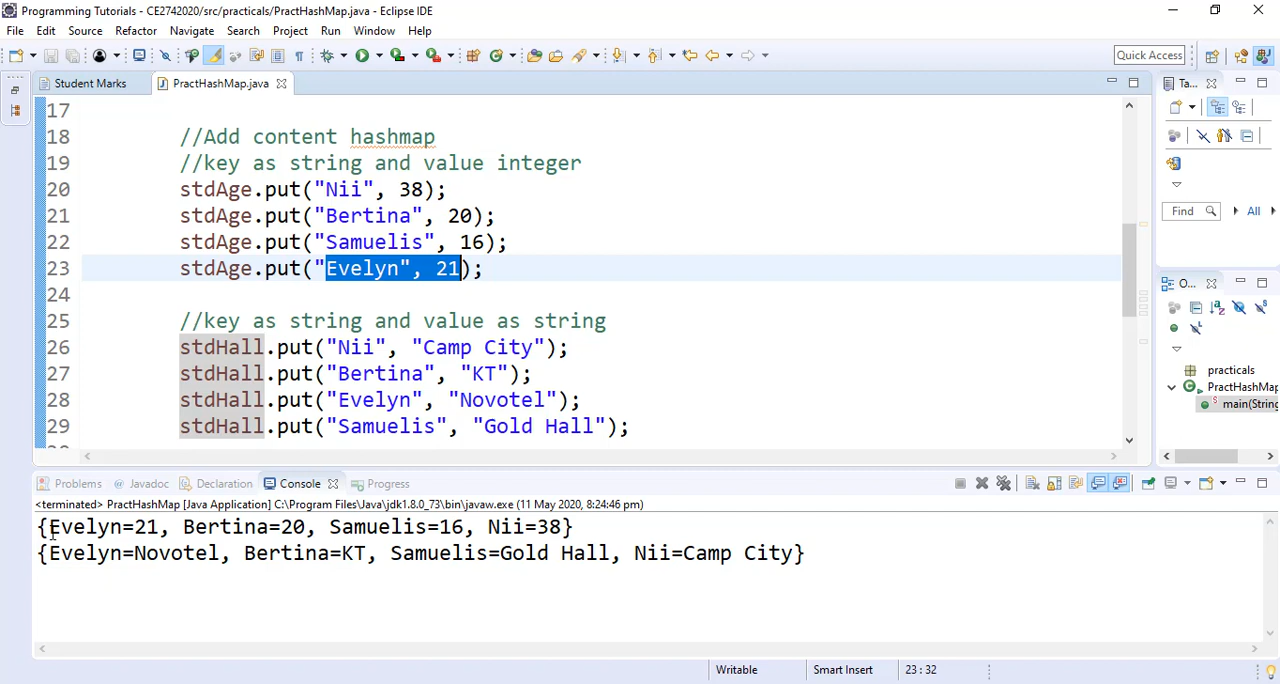 Programming Tutorials - CE2742020/src/practicals/PractHashMap.java - Eclipse IDE
File Edit Source Refactor Navigate Search Project Run Window Help
Quick Access
Student Marks PractHashMap.java Ta...
17
18 //Add content hashmap
19 //key as string and value integer
20 stdAge.put("Nii", 38);
21 stdAge.put("Bertina", 20);
22 stdAge.put("Samuelis", 16);
23 stdAge.put("Evelyn", 21);
24
25 //key as string and value as string
26 stdHall.put("Nii", "Camp City");
27 stdHall.put("Bertina", "KT");
28 stdHall.put("Evelyn", "Novotel");
29 stdHall.put("Samuelis", "Gold Hall");
Find All
O...
practicals
PractHashMap
main(String
Problems Javadoc Declaration Console Progress
<terminated> PractHashMap [Java Application] C:\Program Files\Java\jdk1.8.0_73\bin\javaw.exe (11 May 2020, 8:24:46 pm)
{Evelyn=21, Bertina=20, Samuelis=16, Nii=38}
{Evelyn=Novotel, Bertina=KT, Samuelis=Gold Hall, Nii=Camp City}
Writable Smart Insert 23 : 32